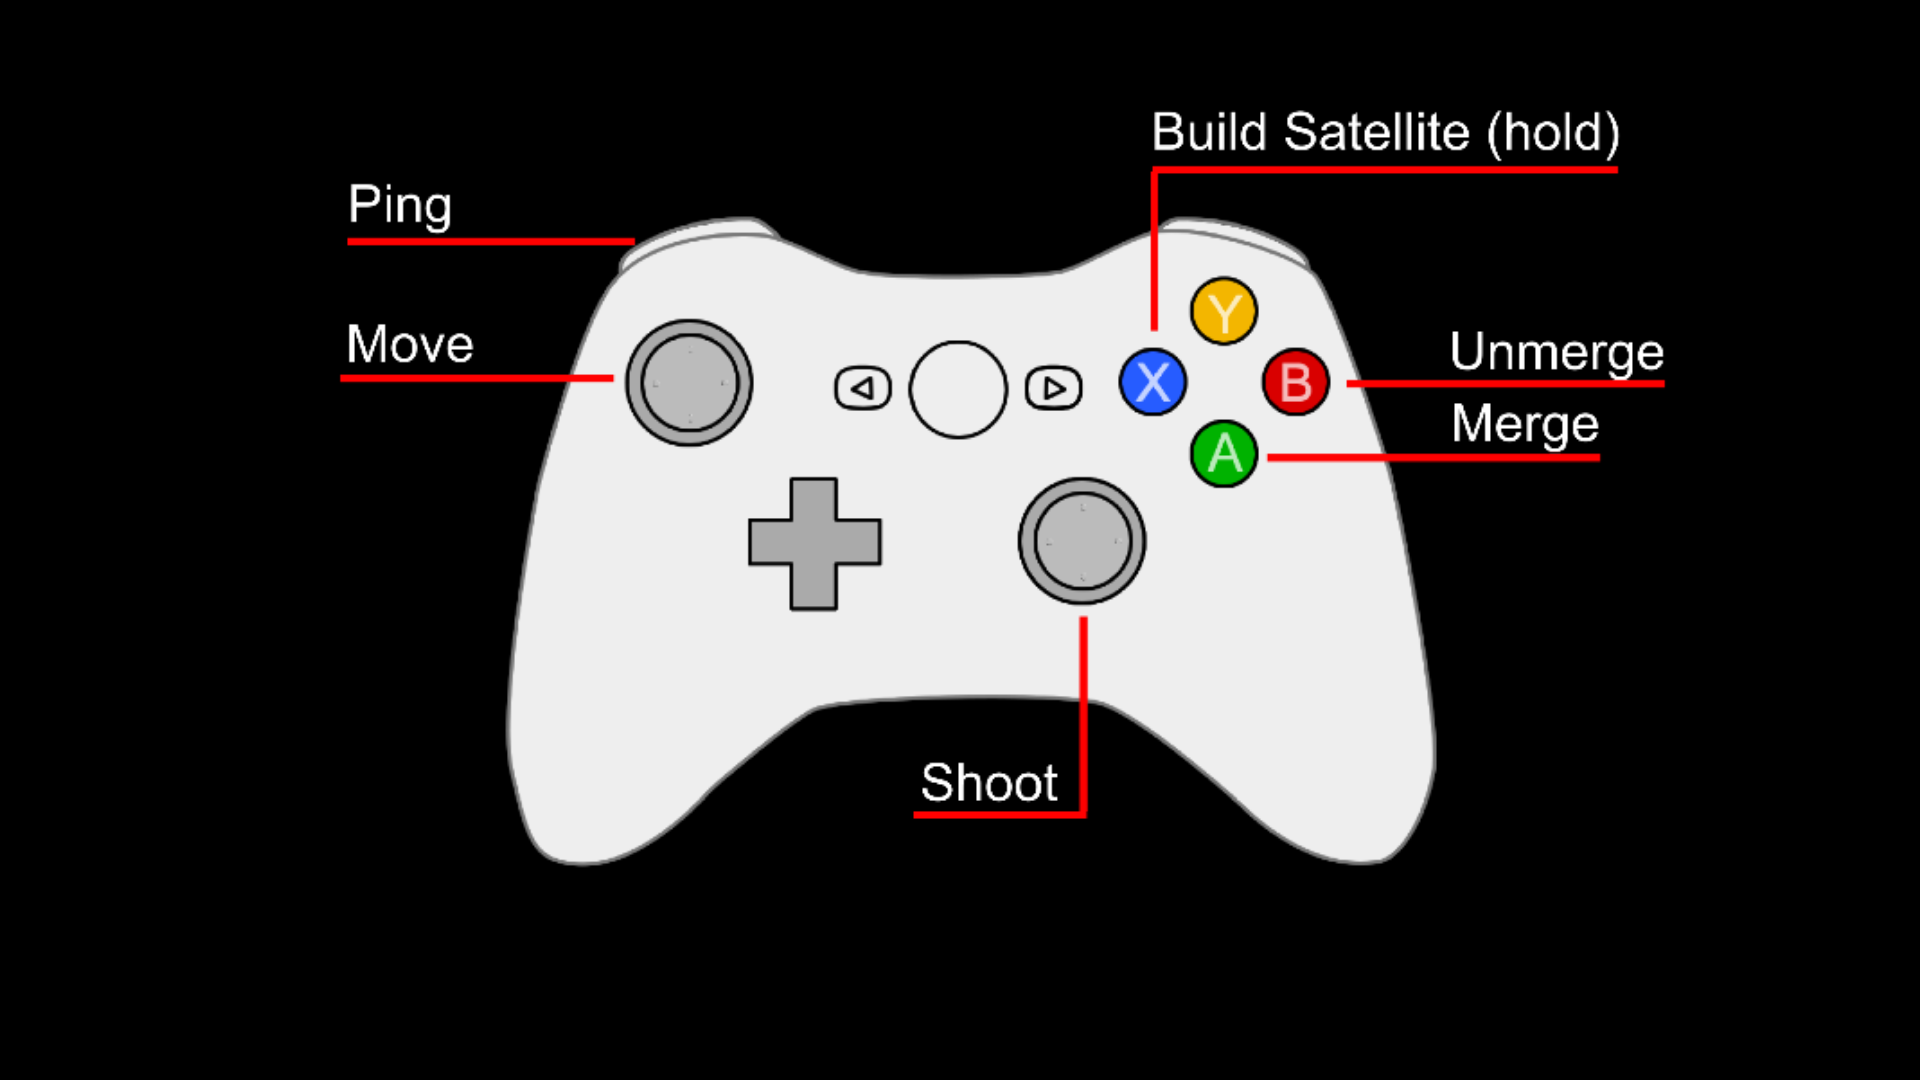 Build Satellite (hold)
Ping
Move
Y
X
B
A
Unmerge
Merge
Shoot